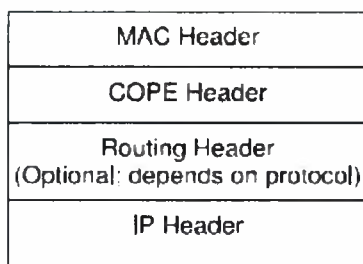 MAC Header
COPE Header
Routing Header
(Optional: depends on protocol)
IP Header